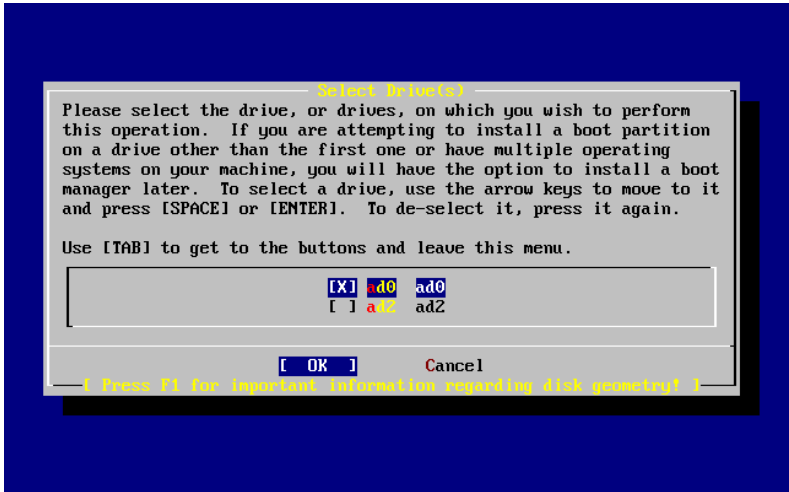 Select Drive(s)
Please select the drive, or drives, on which you wish to perform
this operation.  If you are attempting to install a boot partition
on a drive other than the first one or have multiple operating
systems on your machine, you will have the option to install a boot
manager later.  To select a drive, use the arrow keys to move to it
and press [SPACE] or [ENTER].  To de-select it, press it again.
Use [TAB] to get to the buttons and leave this menu.
[X] ad0  ad0
[ ] ad2  ad2
[  OK  ]       Cancel
[ Press F1 for important information regarding disk geometry! ]